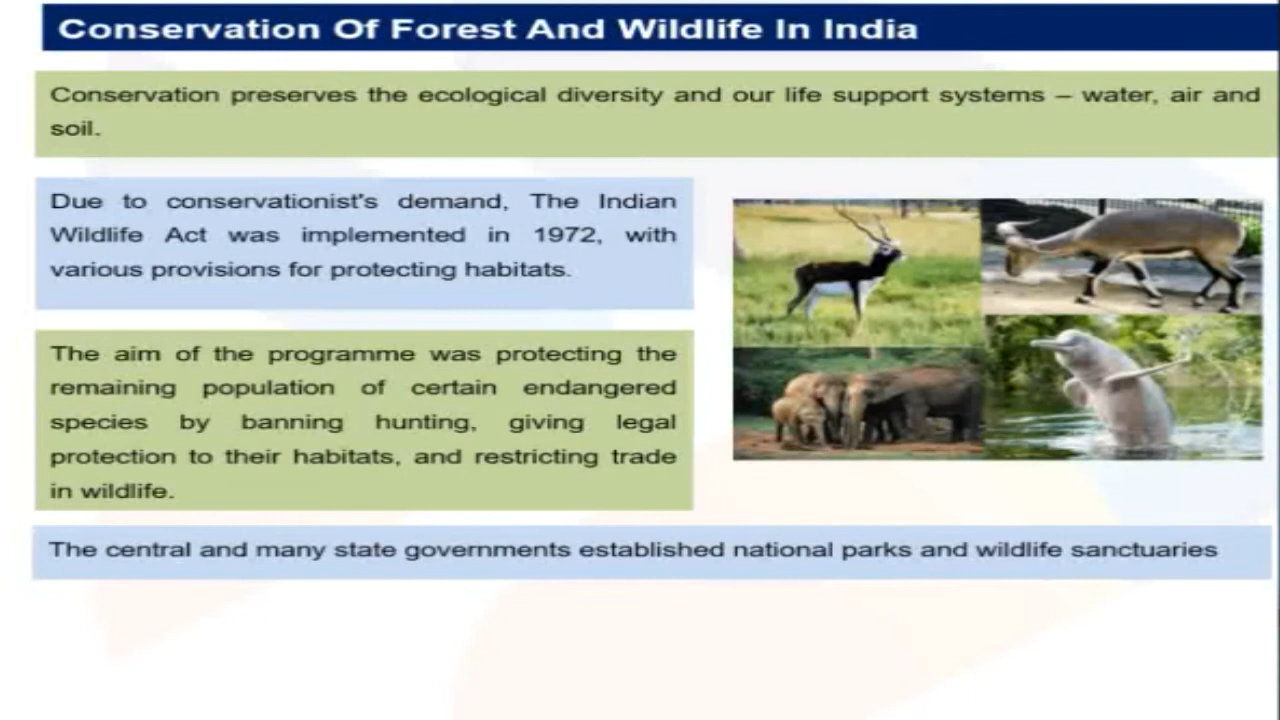 Conservation Of Forest And Wildlife In India
Conservation preserves the ecological diversity and our life support systems – water, air and
soil.
Due to conservationist's demand, The Indian
Wildlife Act was implemented in 1972, with
various provisions for protecting habitats.
The aim of the programme was protecting the
remaining population of certain endangered
species by banning hunting, giving legal
protection to their habitats, and restricting trade
in wildlife.
The central and many state governments established national parks and wildlife sanctuaries